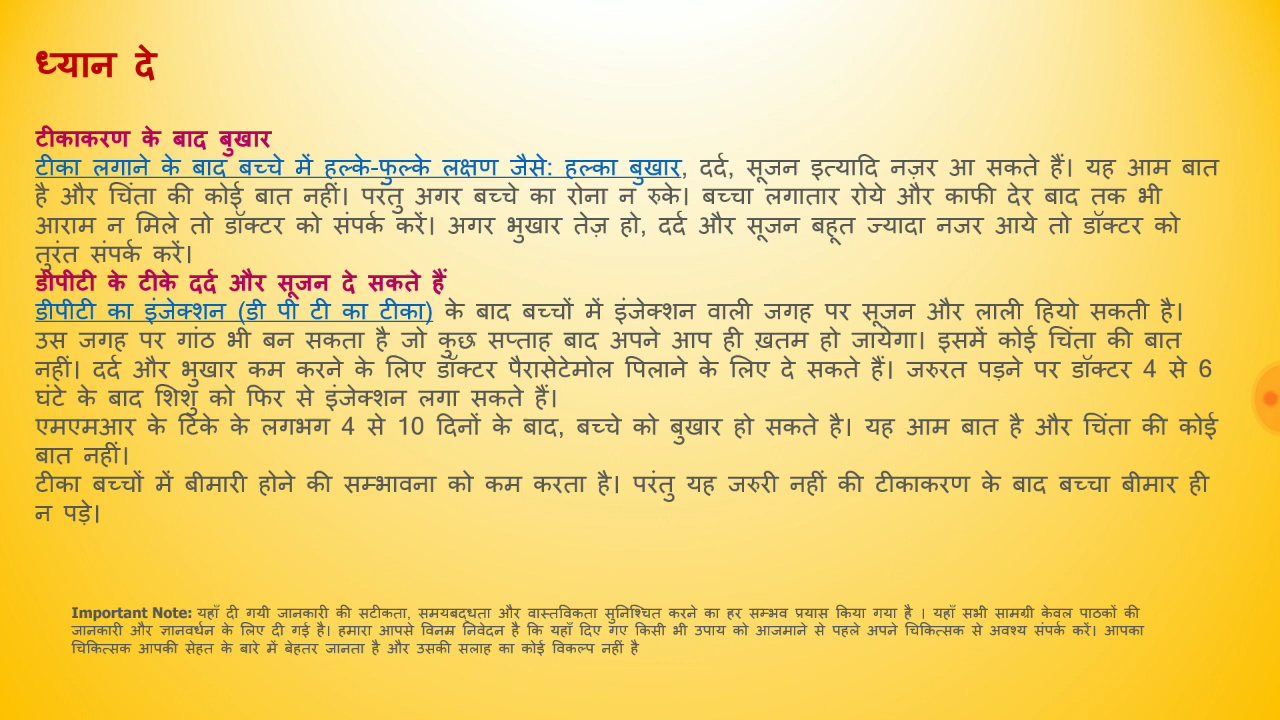 ध्यान दे
टीकाकरण के बाद बुखार
टीका लगाने के बाद बच्चे में हल्के-फुल्के लक्षण जैसे: हल्का बुखार, दर्द, सूजन इत्यादि नज़र आ सकते हैं। यह आम बात
है और चिंता की कोई बात नहीं। परंतु अगर बच्चे का रोना न रुके। बच्चा लगातार रोये और काफी देर बाद तक भी
आराम न मिले तो डॉक्टर को संपर्क करें। अगर भुखार तेज़ हो, दर्द और सूजन बहूत ज्यादा नजर आये तो डॉक्टर को
तुरंत संपर्क करें।
डीपीटी के टीके दर्द और सूजन दे सकते हैं
डीपीटी का इंजेक्शन (डी पी टी का टीका) के बाद बच्चों में इंजेक्शन वाली जगह पर सूजन और लाली हियो सकती है।
उस जगह पर गांठ भी बन सकता है जो कुछ सप्ताह बाद अपने आप ही ख़तम हो जायेगा। इसमें कोई चिंता की बात
नहीं। दर्द और भुखार कम करने के लिए डॉक्टर पैरासेटेमोल पिलाने के लिए दे सकते हैं। जरुरत पड़ने पर डॉक्टर 4 से 6
घंटे के बाद शिशु को फिर से इंजेक्शन लगा सकते हैं।
एमएमआर के टिके के लगभग 4 से 10 दिनों के बाद, बच्चे को बुखार हो सकते है। यह आम बात है और चिंता की कोई
बात नहीं।
टीका बच्चों में बीमारी होने की सम्भावना को कम करता है। परंतु यह जरुरी नहीं की टीकाकरण के बाद बच्चा बीमार ही
न पड़े।
Important Note: यहाँ दी गयी जानकारी की सटीकता, समयबद्धता और वास्तविकता सुनिश्चित करने का हर सम्भव प्रयास किया गया है । यहाँ सभी सामग्री केवल पाठकों की
जानकारी और ज्ञानवर्धन के लिए दी गई है। हमारा आपसे विनम्र निवेदन है कि यहाँ दिए गए किसी भी उपाय को आजमाने से पहले अपने चिकित्सक से अवश्य संपर्क करें। आपका
चिकित्सक आपकी सेहत के बारे में बेहतर जानता है और उसकी सलाह का कोई विकल्प नहीं है